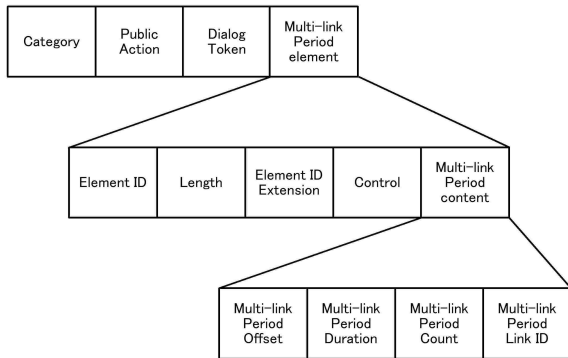 Category
Public
Action
Dialog
Token
Multi-link
Period
element
Element ID
Length
Element ID
Extension
Control
Multi-link
Period
content
Multi-link
Period
Offset
Multi-link
Period
Duration
Multi-link
Period
Count
Multi-link
Period
Link ID